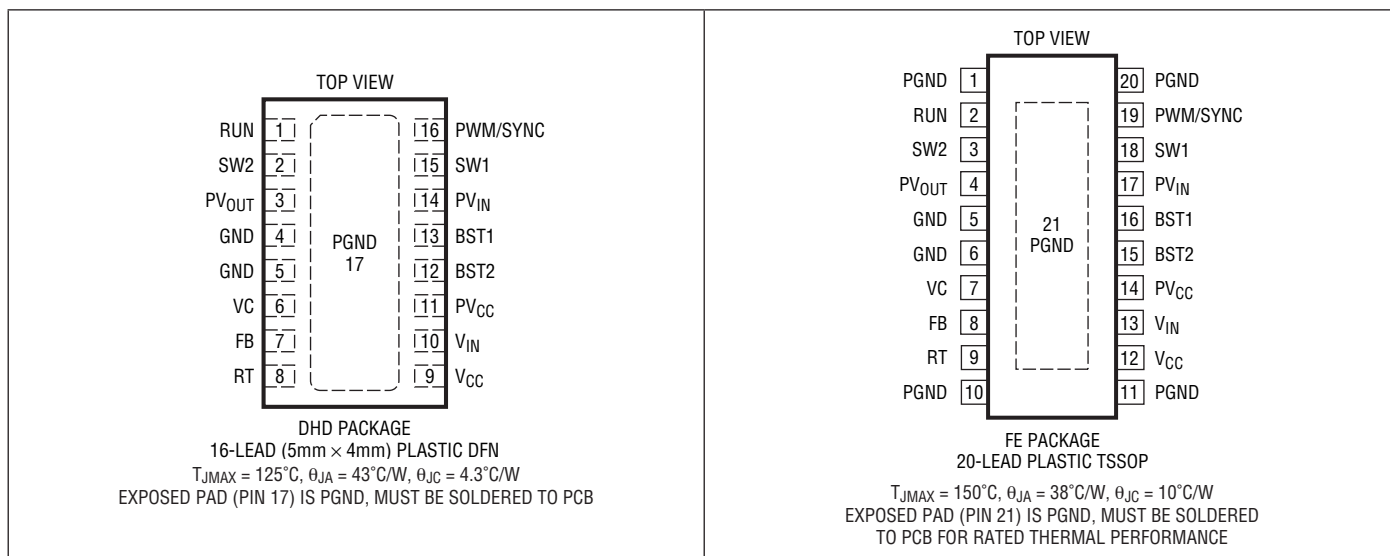 TOP VIEW
RUN 1 16 PWM/SYNC
SW2 2 15 SW1
PVOUT 3 14 PVIN
GND 4 13 BST1
GND 5 12 BST2
VC 6 11 PVCC
FB 7 10 VIN
RT 8 9 VCC
PGND
17
DHD PACKAGE
16-LEAD (5mm × 4mm) PLASTIC DFN
TJMAX = 125°C, θJA = 43°C/W, θJC = 4.3°C/W
EXPOSED PAD (PIN 17) IS PGND, MUST BE SOLDERED TO PCB
TOP VIEW
PGND 1 20 PGND
RUN 2 19 PWM/SYNC
SW2 3 18 SW1
PVOUT 4 17 PVIN
GND 5 16 BST1
GND 6 15 BST2
VC 7 14 PVCC
FB 8 13 VIN
RT 9 12 VCC
PGND 10 11 PGND
21
PGND
FE PACKAGE
20-LEAD PLASTIC TSSOP
TJMAX = 150°C, θJA = 38°C/W, θJC = 10°C/W
EXPOSED PAD (PIN 21) IS PGND, MUST BE SOLDERED
TO PCB FOR RATED THERMAL PERFORMANCE